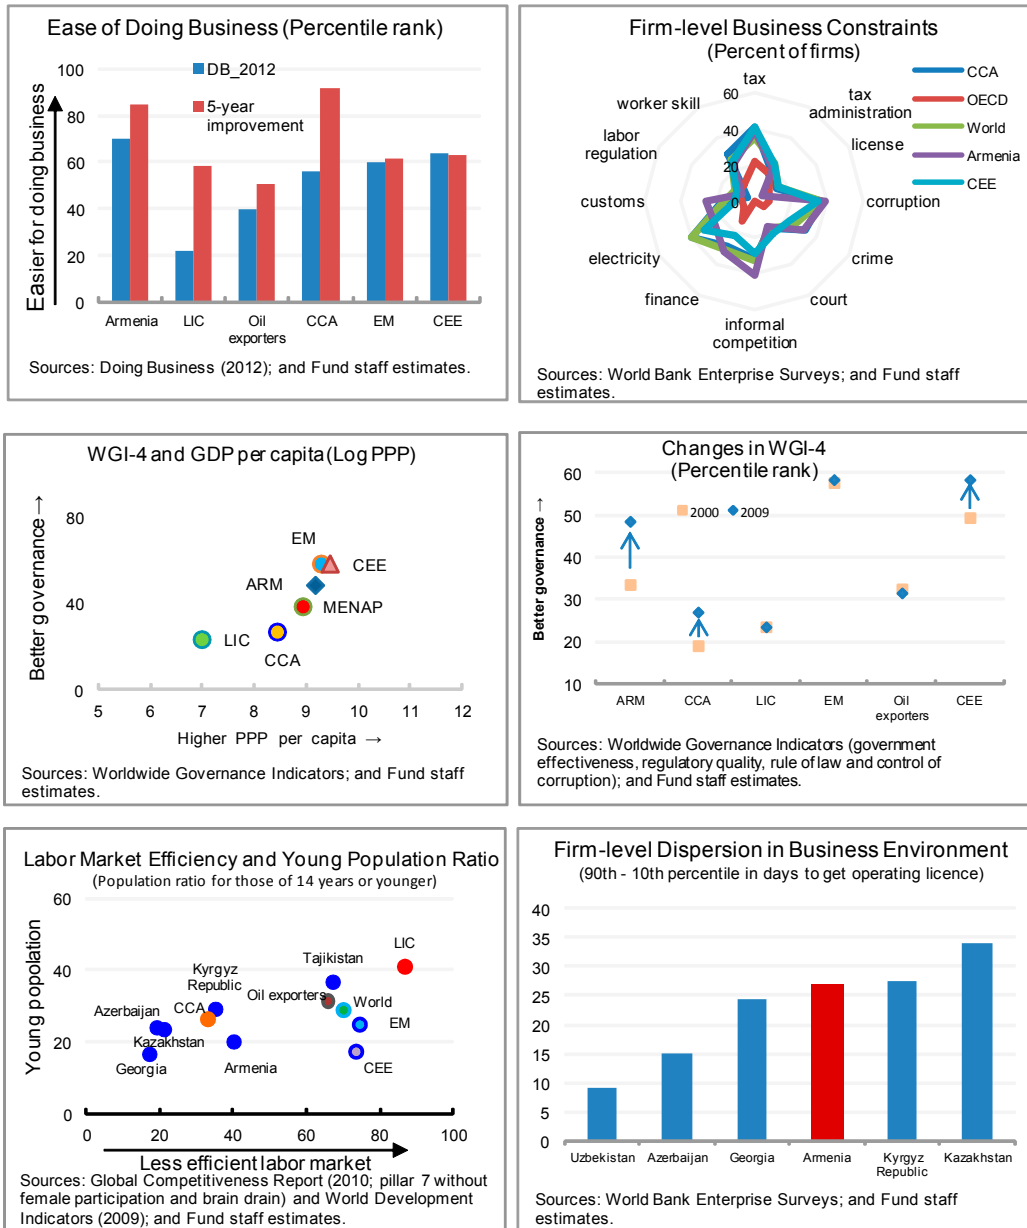 Ease of Doing Business (Percentile rank)
Easier for doing business
100
80
60
40
20
0
DB_2012
5-year
improvement
Armenia
LIC
Oil
exporters
CCA
EM
CEE
Sources: Doing Business (2012); and Fund staff estimates.
Firm-level Business Constraints
(Percent of firms)
60
40
20
0
tax
tax
administration
license
corruption
crime
court
informal
competition
finance
electricity
customs
labor
regulation
worker skill
CCA
OECD
World
Armenia
CEE
Sources: World Bank Enterprise Surveys; and Fund staff
estimates.
WGI-4 and GDP per capita (Log PPP)
Better governance →
80
40
0
EM
CEE
ARM
MENAP
LIC
CCA
5
6
7
8
9
10
11
12
Higher PPP per capita →
Sources: Worldwide Governance Indicators; and Fund staff
estimates.
Changes in WGI-4
(Percentile rank)
Better governance →
60
50
40
30
20
10
2000
2009
ARM
CCA
LIC
EM
Oil
exporters
CEE
Sources: Worldwide Governance Indicators (government
effectiveness, regulatory quality, rule of law and control of
corruption); and Fund staff estimates.
Labor Market Efficiency and Young Population Ratio
(Population ratio for those of 14 years or younger)
Young popolation
60
40
20
0
LIC
Tajikistan
Kyrgyz
Republic
Oil exporters
World
CCA
Azerbaijan
EM
Kazakhstan
Georgia
Armenia
CEE
0
20
40
60
80
100
Less efficient labor market
Sources: Global Competitiveness Report (2010; pillar 7 without
female participation and brain drain) and World Development
Indicators (2009); and Fund staff estimates.
Firm-level Dispersion in Business Environment
(90th - 10th percentile in days to get operating licence)
40
35
30
25
20
15
10
5
0
Uzbekistan
Azerbaijan
Georgia
Armenia
Kyrgyz
Republic
Kazakhstan
Sources: World Bank Enterprise Surveys; and Fund staff
estimates.